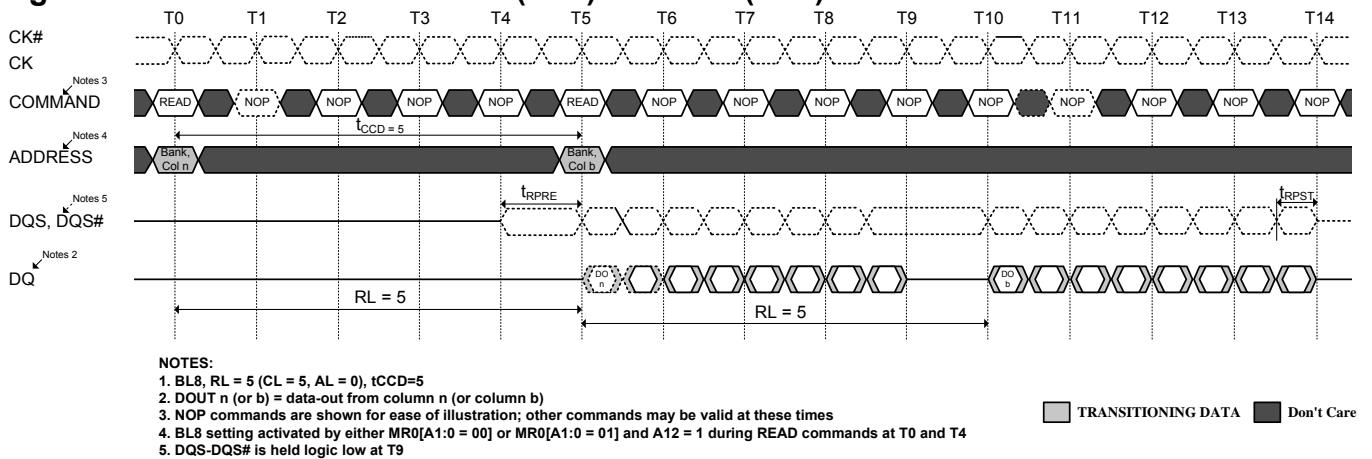 T0 T1 T2 T3 T4 T5 T6 T7 T8 T9 T10 T11 T12 T13 T14
CK#
CK
Notes 3
COMMAND READ NOP NOP NOP NOP READ NOP NOP NOP NOP NOP NOP NOP NOP NOP
tCCD = 5
Notes 4
ADDRESS
Bank, Col n
Bank, Col b
Notes 5
DQS, DQS#
tRPRE
tRPST
Notes 2
DQ
DO n
DO b
RL = 5
RL = 5
NOTES:
1. BL8, RL = 5 (CL = 5, AL = 0), tCCD=5
2. DOUT n (or b) = data-out from column n (or column b)
3. NOP commands are shown for ease of illustration; other commands may be valid at these times
4. BL8 setting activated by either MR0[A1:0 = 00] or MR0[A1:0 = 01] and A12 = 1 during READ commands at T0 and T4
5. DQS-DQS# is held logic low at T9
TRANSITIONING DATA
Don't Care